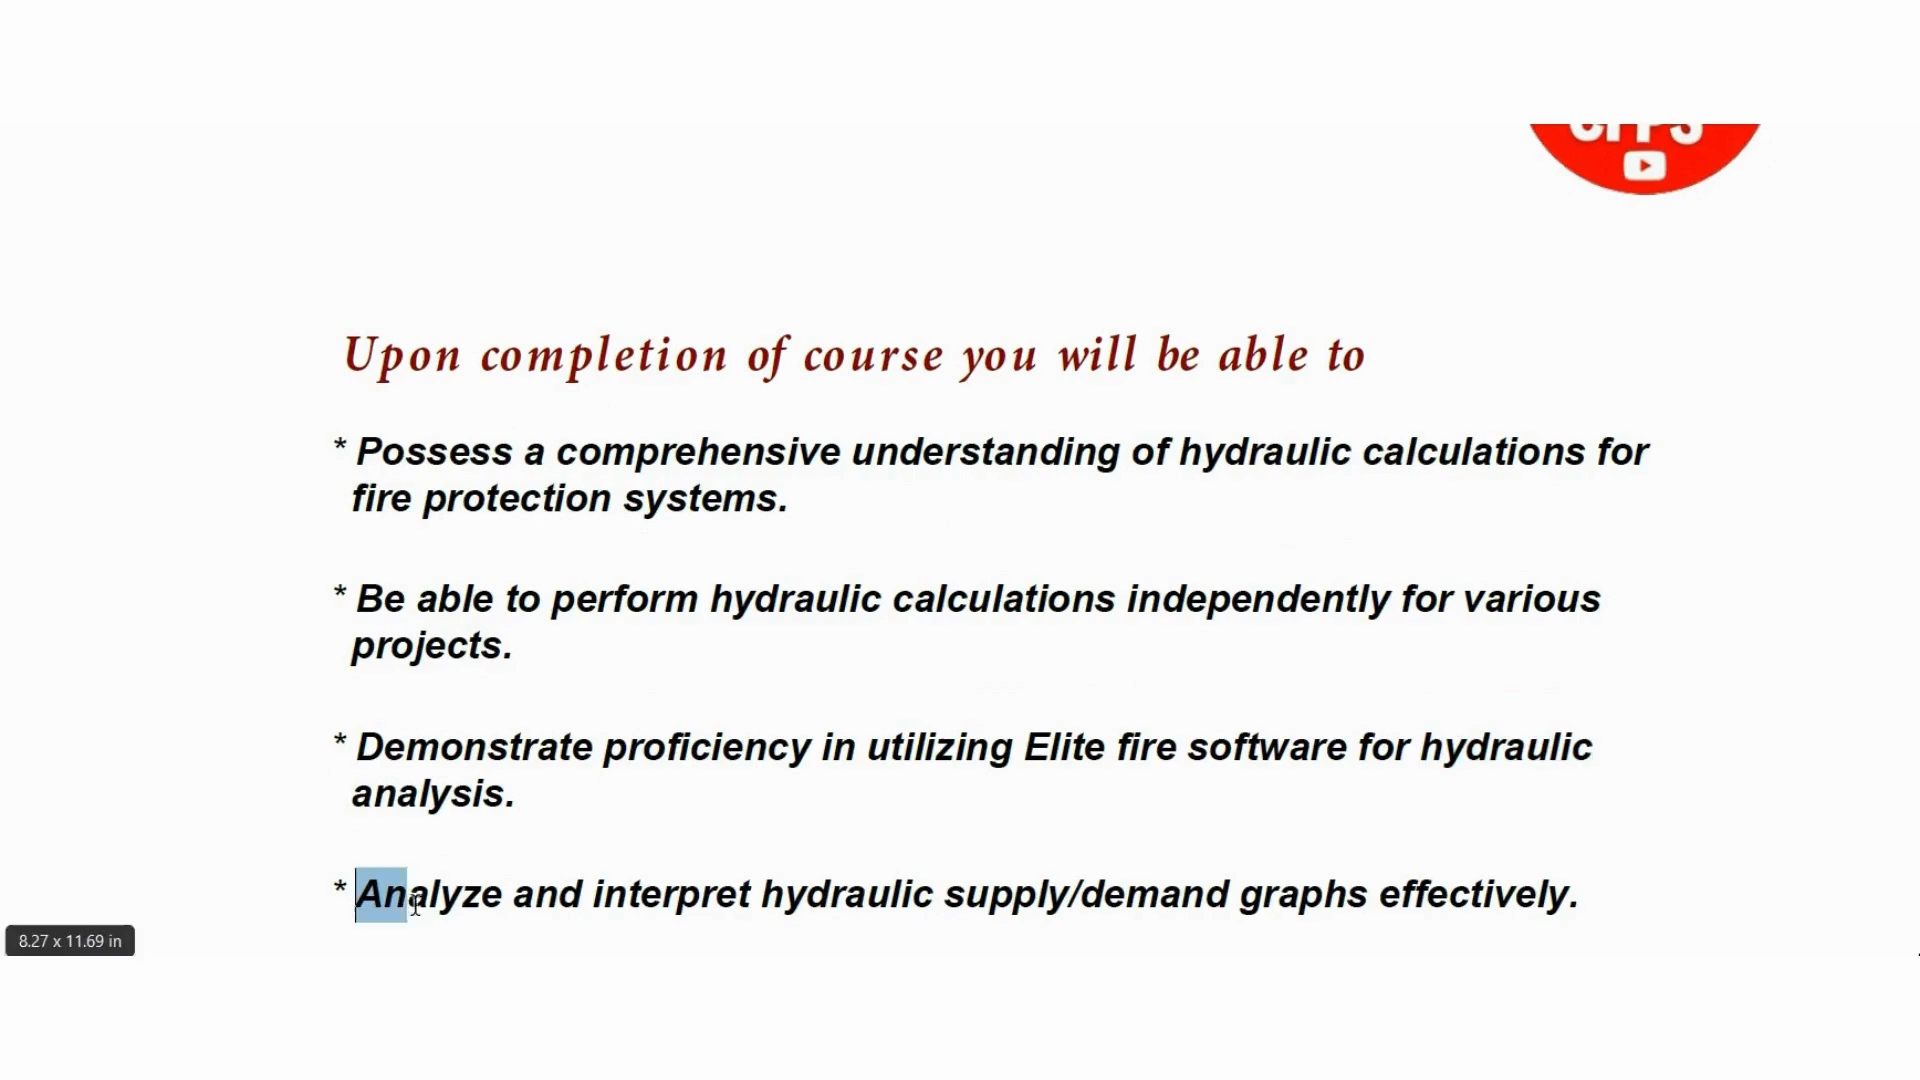 CFPS
Upon completion of course you will be able to
* Possess a comprehensive understanding of hydraulic calculations for
fire protection systems.
* Be able to perform hydraulic calculations independently for various
projects.
* Demonstrate proficiency in utilizing Elite fire software for hydraulic
analysis.
* Analyze and interpret hydraulic supply/demand graphs effectively.
8.27 x 11.69 in